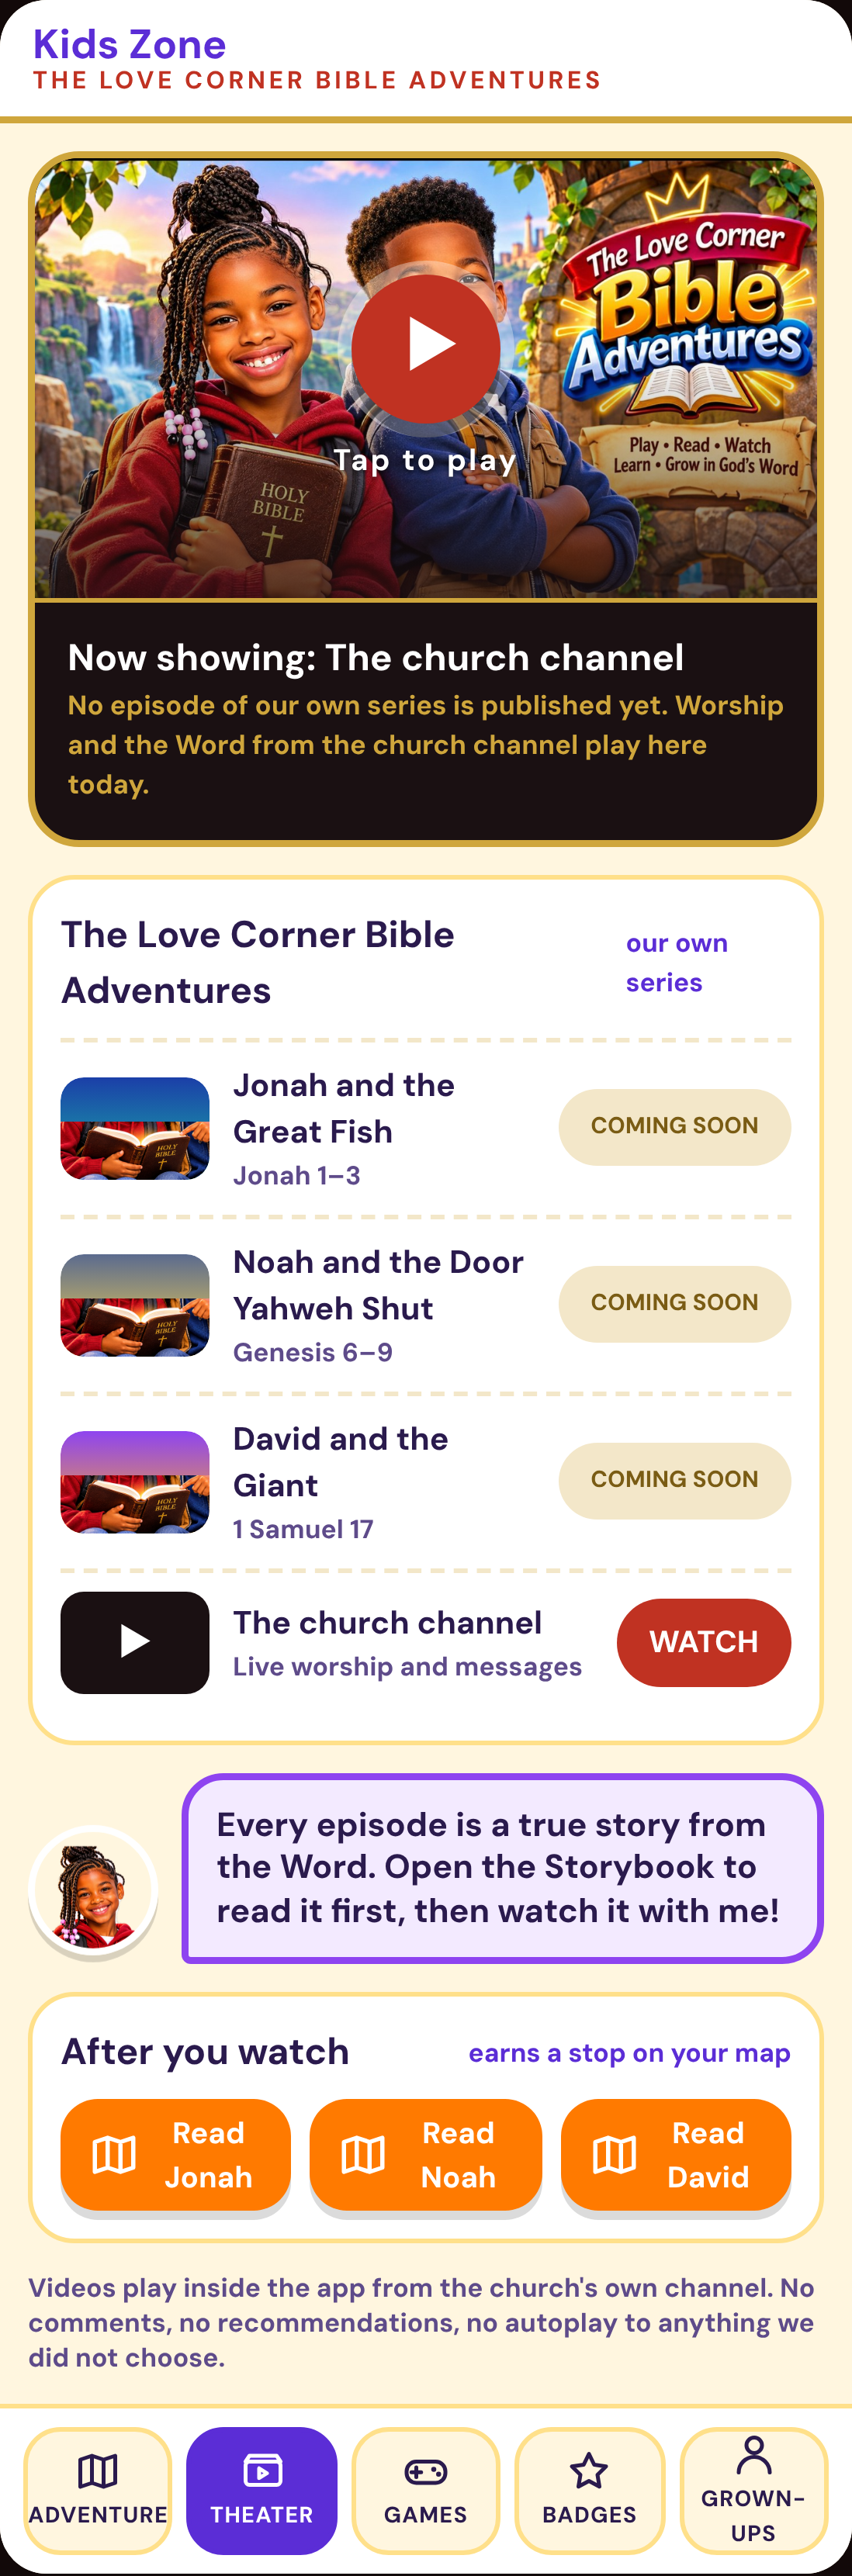 Kids Zone
THE LOVE CORNER BIBLE ADVENTURES
The Love Corner
Bible
Adventures
Play • Read • Watch
Learn • Grow in God's Word
HOLY
BIBLE
Tap to play
Now showing: The church channel
No episode of our own series is published yet. Worship
and the Word from the church channel play here
today.
The Love Corner Bible
Adventures
our own
series
HOLY
BIBLE
Jonah and the
Great Fish
Jonah 1–3
COMING SOON
HOLY
BIBLE
Noah and the Door
Yahweh Shut
Genesis 6–9
COMING SOON
HOLY
BIBLE
David and the
Giant
1 Samuel 17
COMING SOON
The church channel
Live worship and messages
WATCH
Every episode is a true story from
the Word. Open the Storybook to
read it first, then watch it with me!
After you watch
earns a stop on your map
Read
Jonah
Read
Noah
Read
David
Videos play inside the app from the church's own channel. No
comments, no recommendations, no autoplay to anything we
did not choose.
ADVENTURE
THEATER
GAMES
BADGES
GROWN-
UPS